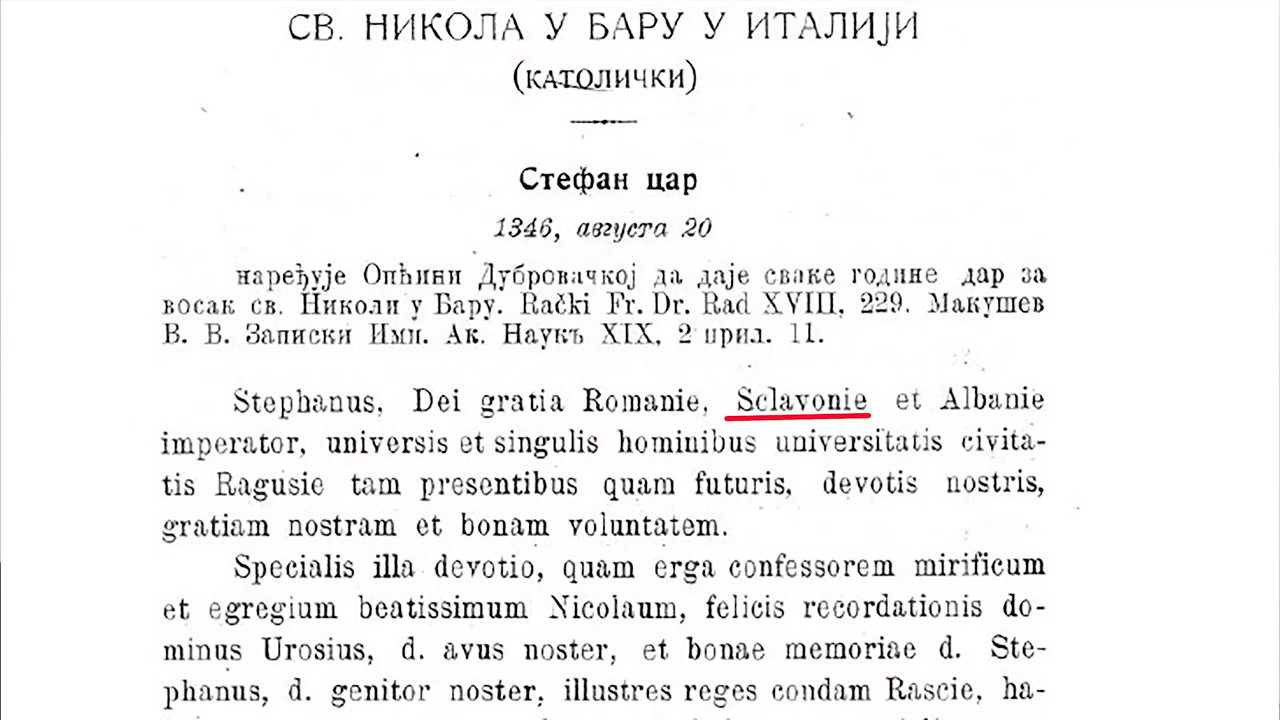 СВ. НИКОЛА У БАРУ У ИТАЛИЈИ
(КАТОЛИЧКИ)
Стефан цар
1346, августа 20
наређује Опћини Дубровачкој да даје сваке године дар за
восак св. Николи у Бару. Rački Fr. Dr. Rad XVIII, 229. Макушев
В. В. Записки Имп. Ак. Наукъ XIX, 2 прил. 11.
Stephanus, Dei gratia Romanie, Sclavonie et Albanie
imperator, universis et singulis hominibus universitatis civita-
tis Ragusie tam presentibus quam futuris, devotis nostris,
gratiam nostram et bonam voluntatem.
Specialis illa devotio, quam erga confessorem mirificum
et egregium beatissimum Nicolaum, felicis recordationis do-
minus Urosius, d. avus noster, et bonae memoriae d. Ste-
phanus, d. genitor noster, illustres reges condam Rascie, ha-